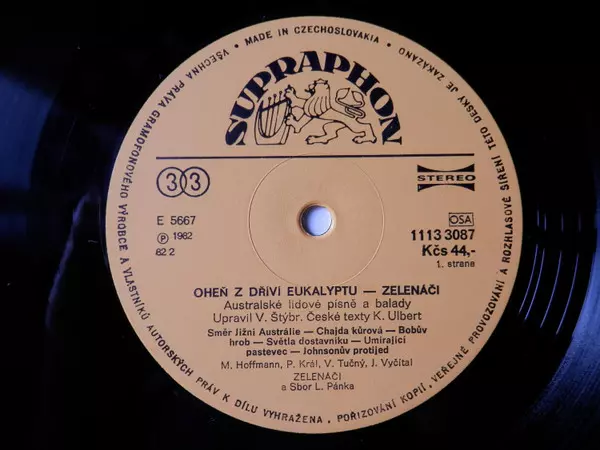 VŠECHNA PRÁVA GRAMOFONOVÉHO VÝROBCE A VLASTNÍKŮ AUTORSKÝCH PRÁV K DÍLU VYHRAŽENA. POŘIZOVÁNÍ KOPIÍ, VEŘEJNÉ PROVOZOVÁNÍ A ROZHLASOVÉ ŠÍŘENÍ TÉTO DESKY JE ZAKÁZÁNO
• MADE IN CZECHOSLOVAKIA •
SUPRAPHON
33
STEREO
E 5667
Ⓟ 1982
82 2
OSA
1113 3087
Kčs 44,-
1. strane
OHEŇ Z DŘÍVÍ EUKALYPTU — ZELENÁČI
Australské lidové písně a balady
Upravil V. Štýbr. České texty K. Ulbert
Směr Jižní Austrálie — Chajda kůrová — Bobův
hrob — Světla dostavníku — Umírající
pastevec — Johnsonův protijed
M. Hoffmann, P. Král, V. Tučný, J. Vyčítal
ZELENÁČI
a Sbor L. Pánka